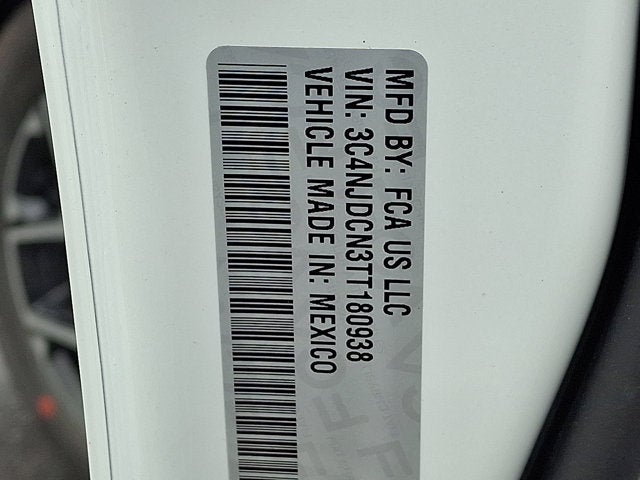 MFD BY: FCA US LLC
VIN: 3C4NJDCN3TT180938
VEHICLE MADE IN: MEXICO